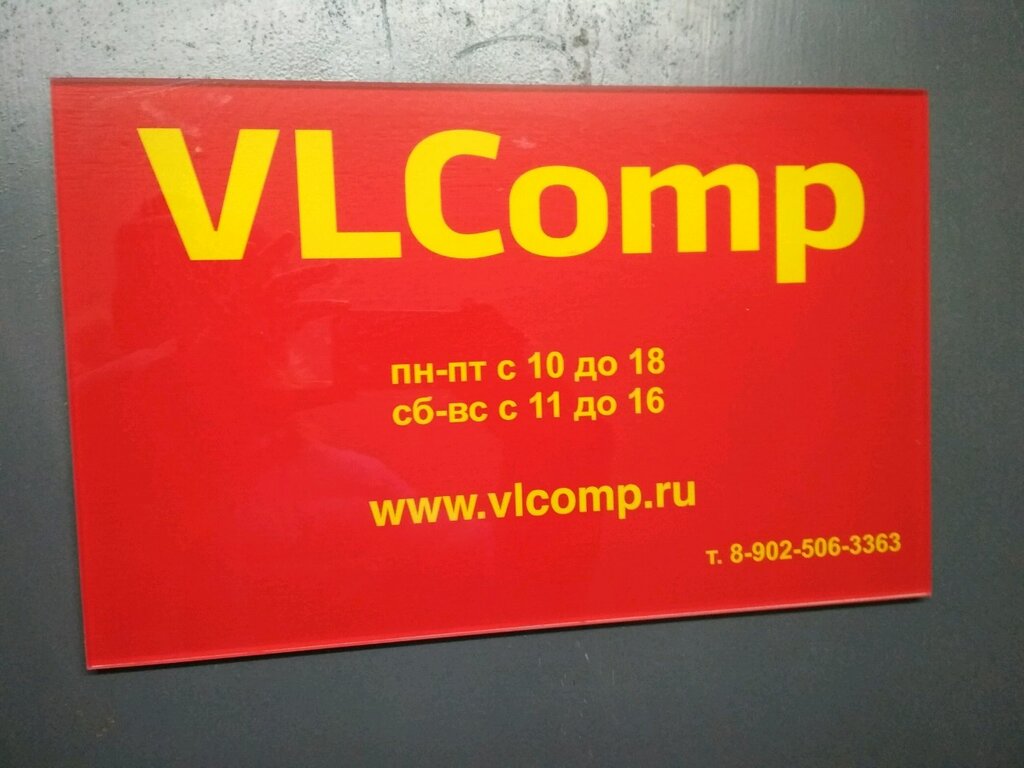 VLComp
пн-пт с 10 до 18
сб-вс с 11 до 16
www.vlcomp.ru
т. 8-902-506-3363